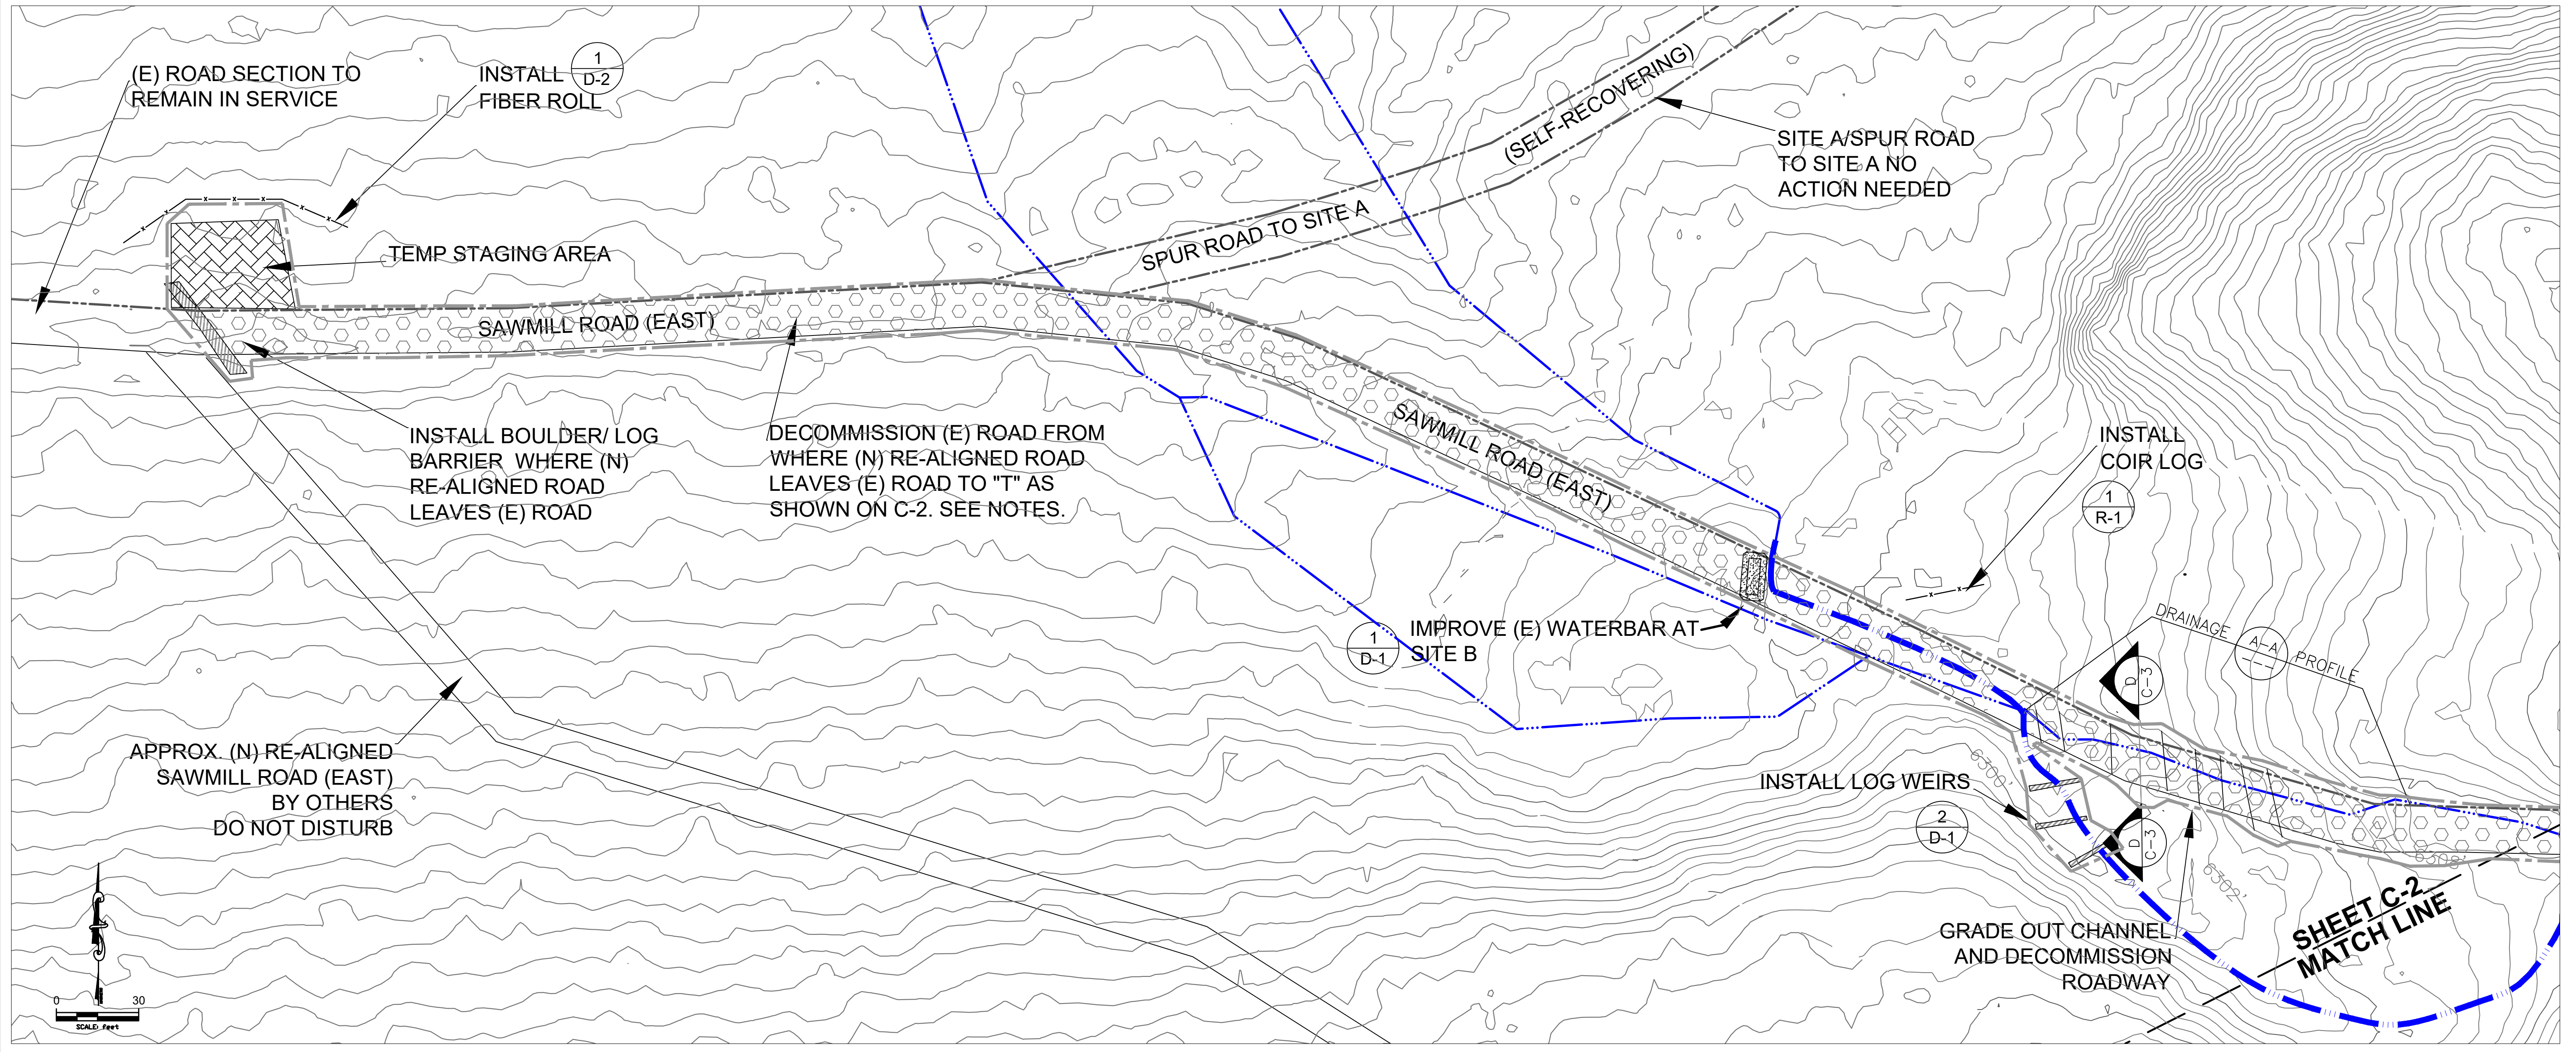 (E) ROAD SECTION TO
REMAIN IN SERVICE
INSTALL
FIBER ROLL
1
D-2
(SELF-RECOVERING)
SITE A/SPUR ROAD
TO SITE A NO
ACTION NEEDED
SPUR ROAD TO SITE A
TEMP STAGING AREA
SAWMILL ROAD (EAST)
SAWMILL ROAD (EAST)
INSTALL BOULDER/ LOG
BARRIER WHERE (N)
RE-ALIGNED ROAD
LEAVES (E) ROAD
DECOMMISSION (E) ROAD FROM
WHERE (N) RE-ALIGNED ROAD
LEAVES (E) ROAD TO "T" AS
SHOWN ON C-2. SEE NOTES.
INSTALL
COIR LOG
1
R-1
1
D-1
IMPROVE (E) WATERBAR AT
SITE B
DRAINAGE
A-A
---
PROFILE
D
C-3
APPROX. (N) RE-ALIGNED
SAWMILL ROAD (EAST)
BY OTHERS
DO NOT DISTURB
6300'
INSTALL LOG WEIRS
2
D-1
D
C-3
6308'
6302'
GRADE OUT CHANNEL
AND DECOMMISSION
ROADWAY
SHEET C-2
MATCH LINE
0 30
SCALE: feet